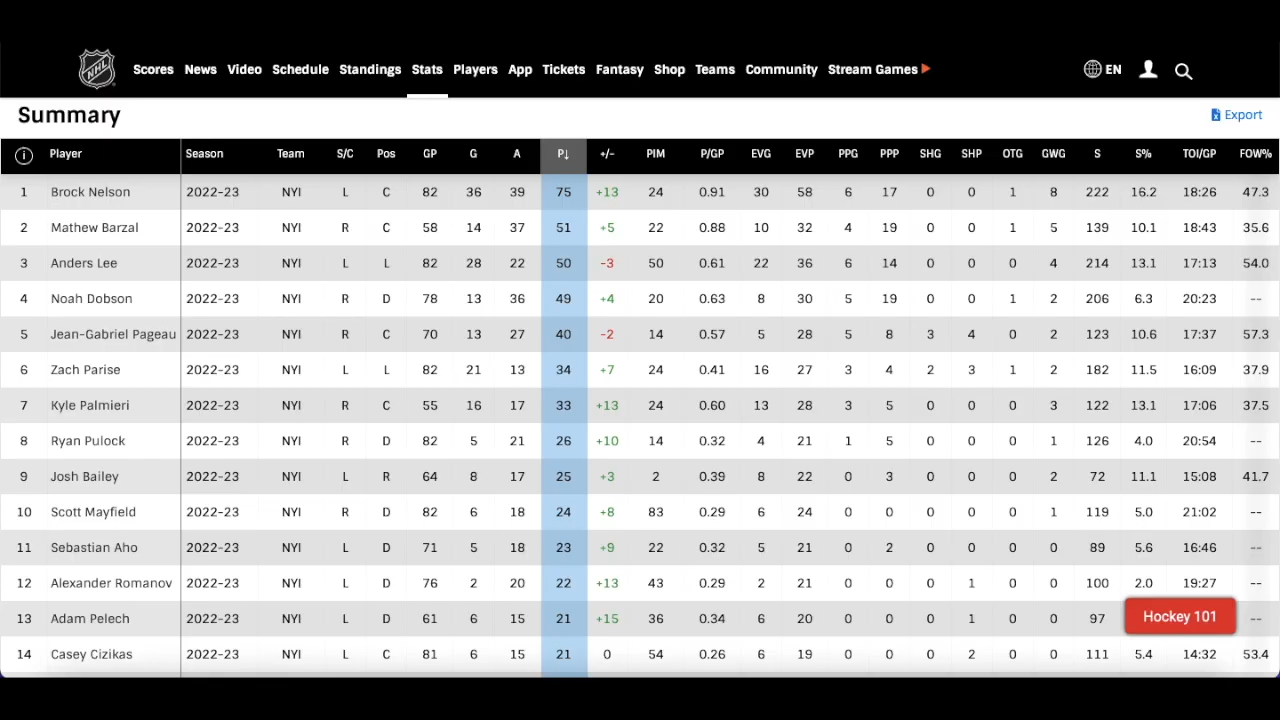 NHL Scores News Video Schedule Standings Stats Players App Tickets Fantasy Shop Teams Community Stream Games EN
Summary Export
i Player Season Team S/C Pos GP G A P↓ +/- PIM P/GP EVG EVP PPG PPP SHG SHP OTG GWG S S% TOI/GP FOW%
1 Brock Nelson 2022-23 NYI L C 82 36 39 75 +13 24 0.91 30 58 6 17 0 0 1 8 222 16.2 18:26 47.3
2 Mathew Barzal 2022-23 NYI R C 58 14 37 51 +5 22 0.88 10 32 4 19 0 0 1 5 139 10.1 18:43 35.6
3 Anders Lee 2022-23 NYI L L 82 28 22 50 -3 50 0.61 22 36 6 14 0 0 0 4 214 13.1 17:13 54.0
4 Noah Dobson 2022-23 NYI R D 78 13 36 49 +4 20 0.63 8 30 5 19 0 0 1 2 206 6.3 20:23 --
5 Jean-Gabriel Pageau 2022-23 NYI R C 70 13 27 40 -2 14 0.57 5 28 5 8 3 4 0 2 123 10.6 17:37 57.3
6 Zach Parise 2022-23 NYI L L 82 21 13 34 +7 24 0.41 16 27 3 4 2 3 1 2 182 11.5 16:09 37.9
7 Kyle Palmieri 2022-23 NYI R C 55 16 17 33 +13 24 0.60 13 28 3 5 0 0 0 3 122 13.1 17:06 37.5
8 Ryan Pulock 2022-23 NYI R D 82 5 21 26 +10 14 0.32 4 21 1 5 0 0 0 1 126 4.0 20:54 --
9 Josh Bailey 2022-23 NYI L R 64 8 17 25 +3 2 0.39 8 22 0 3 0 0 0 2 72 11.1 15:08 41.7
10 Scott Mayfield 2022-23 NYI R D 82 6 18 24 +8 83 0.29 6 24 0 0 0 0 0 1 119 5.0 21:02 --
11 Sebastian Aho 2022-23 NYI L D 71 5 18 23 +9 22 0.32 5 21 0 2 0 0 0 0 89 5.6 16:46 --
12 Alexander Romanov 2022-23 NYI L D 76 2 20 22 +13 43 0.29 2 21 0 0 0 1 0 0 100 2.0 19:27 --
13 Adam Pelech 2022-23 NYI L D 61 6 15 21 +15 36 0.34 6 20 0 0 0 1 0 0 97 Hockey 101 --
14 Casey Cizikas 2022-23 NYI L C 81 6 15 21 0 54 0.26 6 19 0 0 0 2 0 0 111 5.4 14:32 53.4